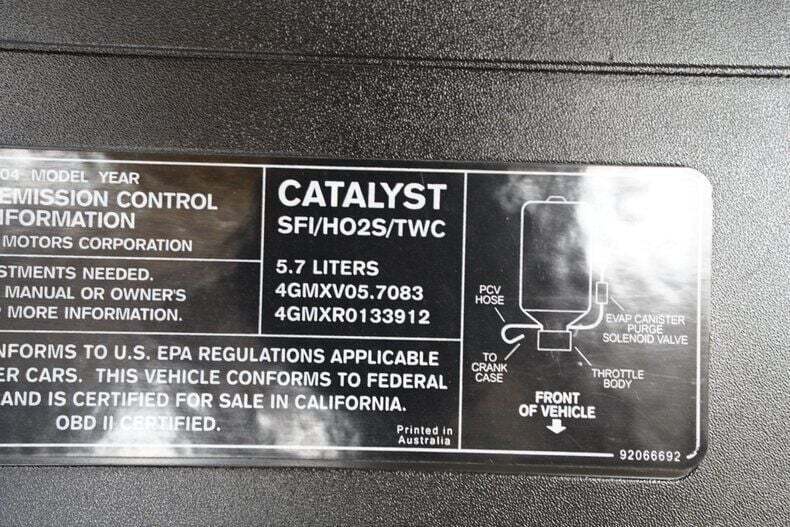 04 MODEL YEAR
EMISSION CONTROL
INFORMATION
MOTORS CORPORATION
STMENTS NEEDED.
MANUAL OR OWNER'S
MORE INFORMATION.
CATALYST
SFI/HO2S/TWC
5.7 LITERS
4GMXV05.7083
4GMXR0133912
NFORMS TO U.S. EPA REGULATIONS APPLICABLE
ER CARS. THIS VEHICLE CONFORMS TO FEDERAL
AND IS CERTIFIED FOR SALE IN CALIFORNIA.
OBD II CERTIFIED.
Printed in
Australia
PCV
HOSE
EVAP CANISTER
PURGE
SOLENOID VALVE
TO
CRANK
CASE
THROTTLE
BODY
FRONT
OF VEHICLE
92066692